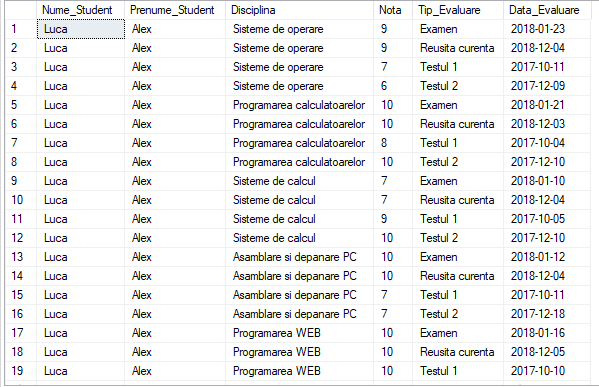 Nume_Student Prenume_Student Disciplina Nota Tip_Evaluare Data_Evaluare
1 Luca Alex Sisteme de operare 9 Examen 2018-01-23
2 Luca Alex Sisteme de operare 9 Reusita curenta 2018-12-04
3 Luca Alex Sisteme de operare 7 Testul 1 2017-10-11
4 Luca Alex Sisteme de operare 6 Testul 2 2017-12-09
5 Luca Alex Programarea calculatoarelor 10 Examen 2018-01-21
6 Luca Alex Programarea calculatoarelor 10 Reusita curenta 2018-12-03
7 Luca Alex Programarea calculatoarelor 8 Testul 1 2017-10-04
8 Luca Alex Programarea calculatoarelor 10 Testul 2 2017-12-10
9 Luca Alex Sisteme de calcul 7 Examen 2018-01-10
10 Luca Alex Sisteme de calcul 7 Reusita curenta 2018-12-04
11 Luca Alex Sisteme de calcul 9 Testul 1 2017-10-05
12 Luca Alex Sisteme de calcul 10 Testul 2 2017-12-10
13 Luca Alex Asamblare si depanare PC 10 Examen 2018-01-12
14 Luca Alex Asamblare si depanare PC 10 Reusita curenta 2018-12-04
15 Luca Alex Asamblare si depanare PC 7 Testul 1 2017-10-11
16 Luca Alex Asamblare si depanare PC 7 Testul 2 2017-12-18
17 Luca Alex Programarea WEB 10 Examen 2018-01-16
18 Luca Alex Programarea WEB 10 Reusita curenta 2018-12-05
19 Luca Alex Programarea WEB 10 Testul 1 2017-10-10